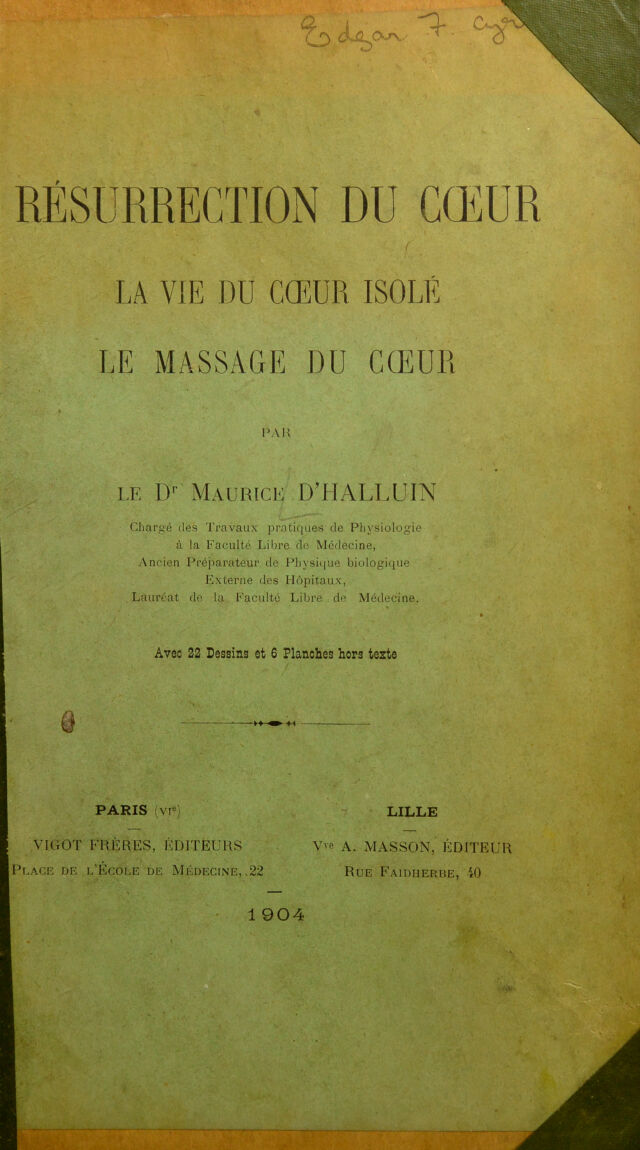 Edgar F.
RÉSURRECTION DU CŒUR
LA VIE DU CŒUR ISOLÉ
LE MASSAGE DU CŒUR
PAR
LE Dr MAURICE D'HALLUIN
Chargé des Travaux pratiques de Physiologie
à la Faculté Libre de Médecine,
Ancien Préparateur de Physique biologique
Externe des Hôpitaux,
Lauréat de la Faculté Libre de Médecine.
Avec 22 Dessins et 6 Planches hors texte
PARIS (VIe)
VIGOT FRÈRES, ÉDITEURS
PLACE DE L'ÉCOLE DE MÉDECINE, 22
LILLE
Vve A. MASSON, ÉDITEUR
RUE FAIDHERBE, 40
1904